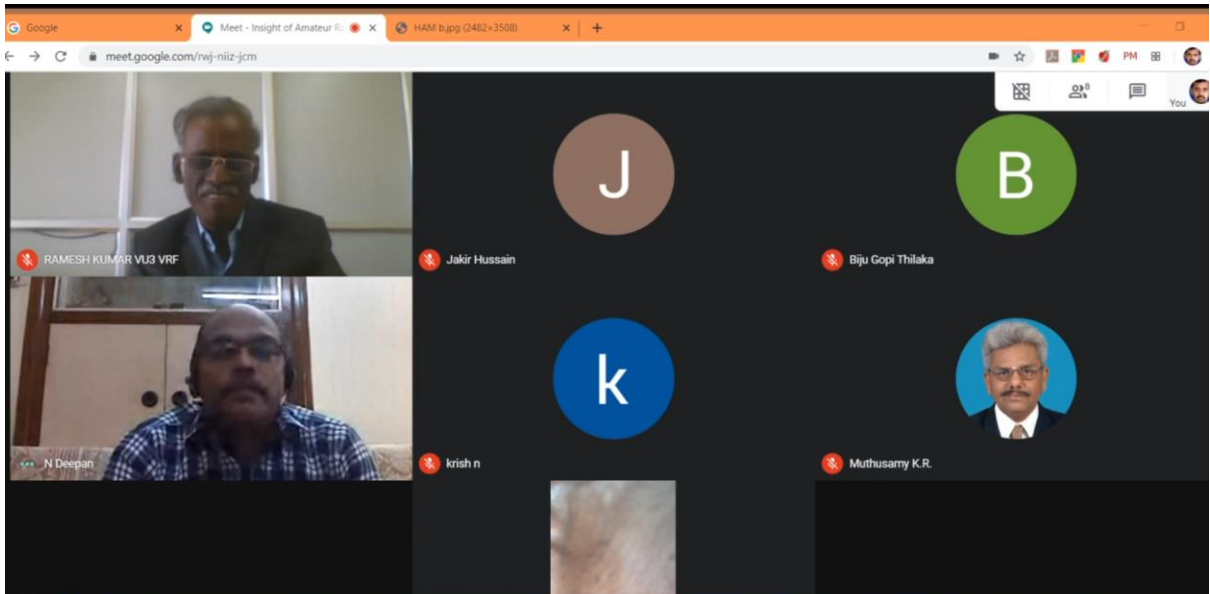 Google
Meet - Insight of Amateur R
HAM b.jpg (2482×3508)
meet.google.com/rwj-niiz-jcm
PM
8
You
J
B
RAMESH KUMAR VU3 VRF
Jakir Hussain
Biju Gopi Thilaka
k
N Deepan
krish n
Muthusamy K.R.